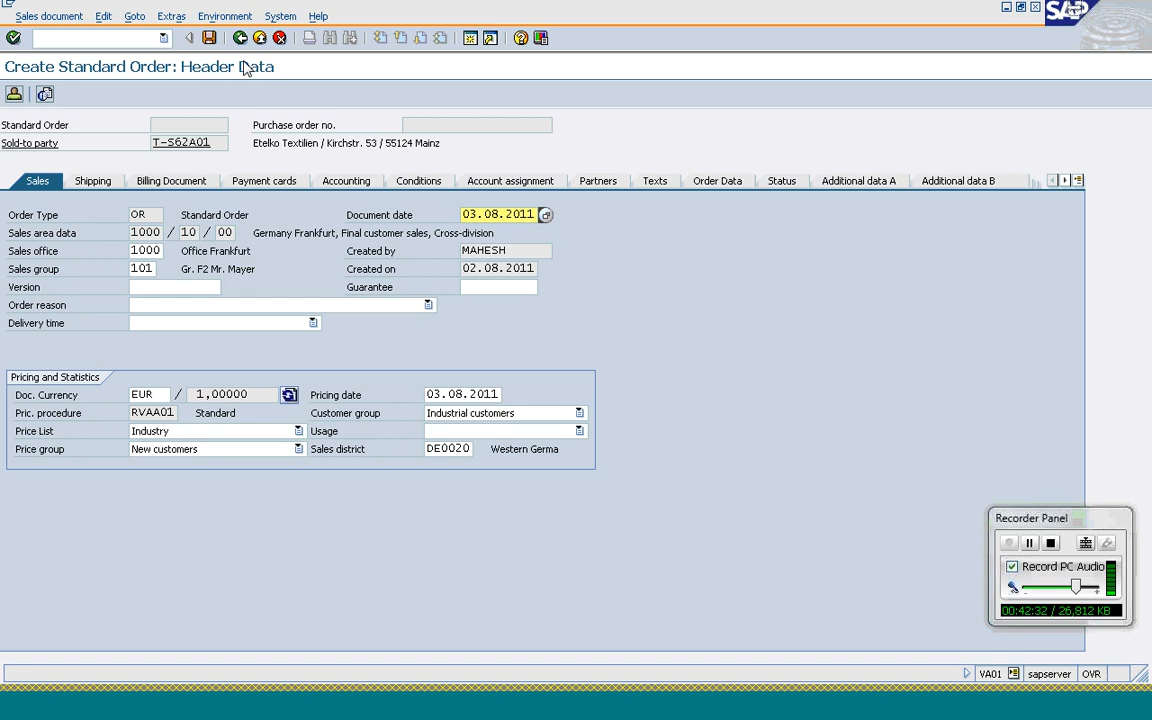 Sales document Edit Goto Extras Environment System Help
SAP
Create Standard Order: Header Data
Standard Order Purchase order no.
Sold-to party T-S62A01 Etelko Textilien / Kirchstr. 53 / 55124 Mainz
Sales Shipping Billing Document Payment cards Accounting Conditions Account assignment Partners Texts Order Data Status Additional data A Additional data B
Order Type OR Standard Order Document date 03.08.2011
Sales area data 1000 / 10 / 00 Germany Frankfurt, Final customer sales, Cross-division
Sales office 1000 Office Frankfurt Created by MAHESH
Sales group 101 Gr. F2 Mr. Mayer Created on 02.08.2011
Version Guarantee
Order reason
Delivery time
Pricing and Statistics
Doc. Currency EUR / 1,00000 Pricing date 03.08.2011
Pric. procedure RVAA01 Standard Customer group Industrial customers
Price List Industry Usage
Price group New customers Sales district DE0020 Western Germa
Recorder Panel
Record PC Audio
- +
00:42:32 / 26,812 KB
VA01 sapserver OVR